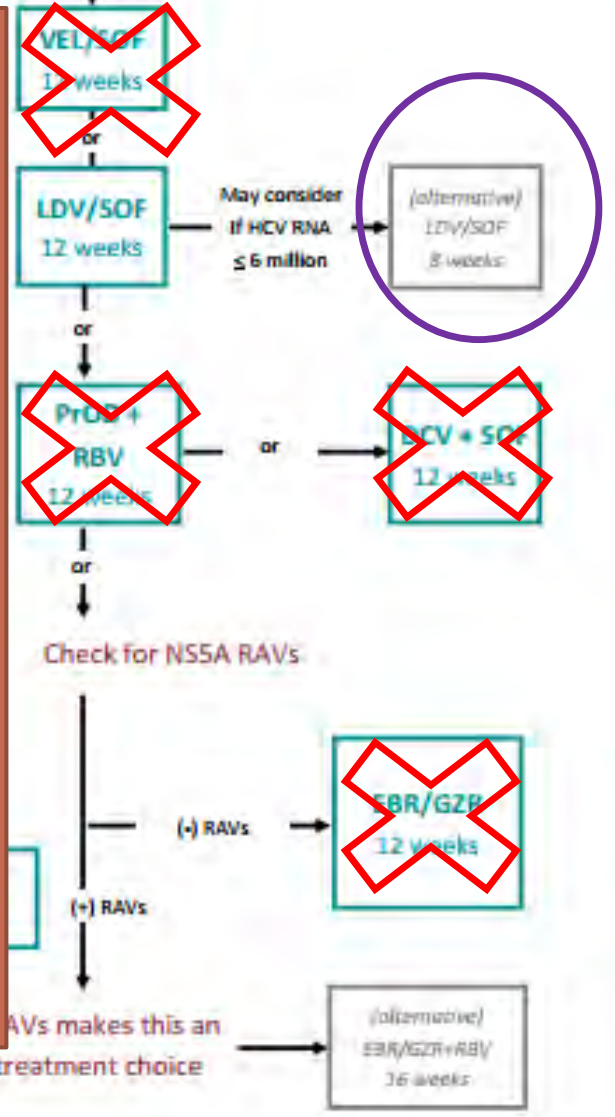 VEL/SOF
12 weeks
or
LDV/SOF
12 weeks
May consider
If HCV RNA
≤ 6 million
(alternative)
LDV/SOF
8 weeks
or
PrOD +
RBV
12 weeks
or
DCV + SOF
12 weeks
or
Check for NS5A RAVs
(-) RAVs
EBR/GZR
12 weeks
(+) RAVs
AVs makes this an
treatment choice
(alternative)
EBR/GZR+RBV
16 weeks